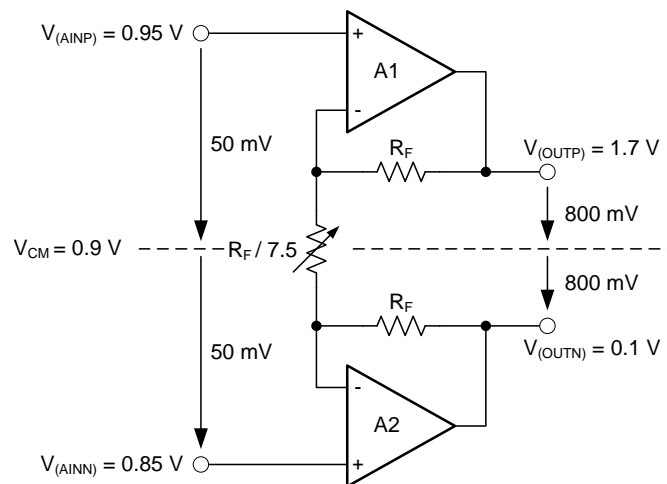 V(AINP) = 0.95 V
+
A1
-
50 mV
RF
V(OUTP) = 1.7 V
800 mV
VCM = 0.9 V
RF / 7.5
800 mV
RF
50 mV
V(OUTN) = 0.1 V
-
A2
V(AINN) = 0.85 V
+